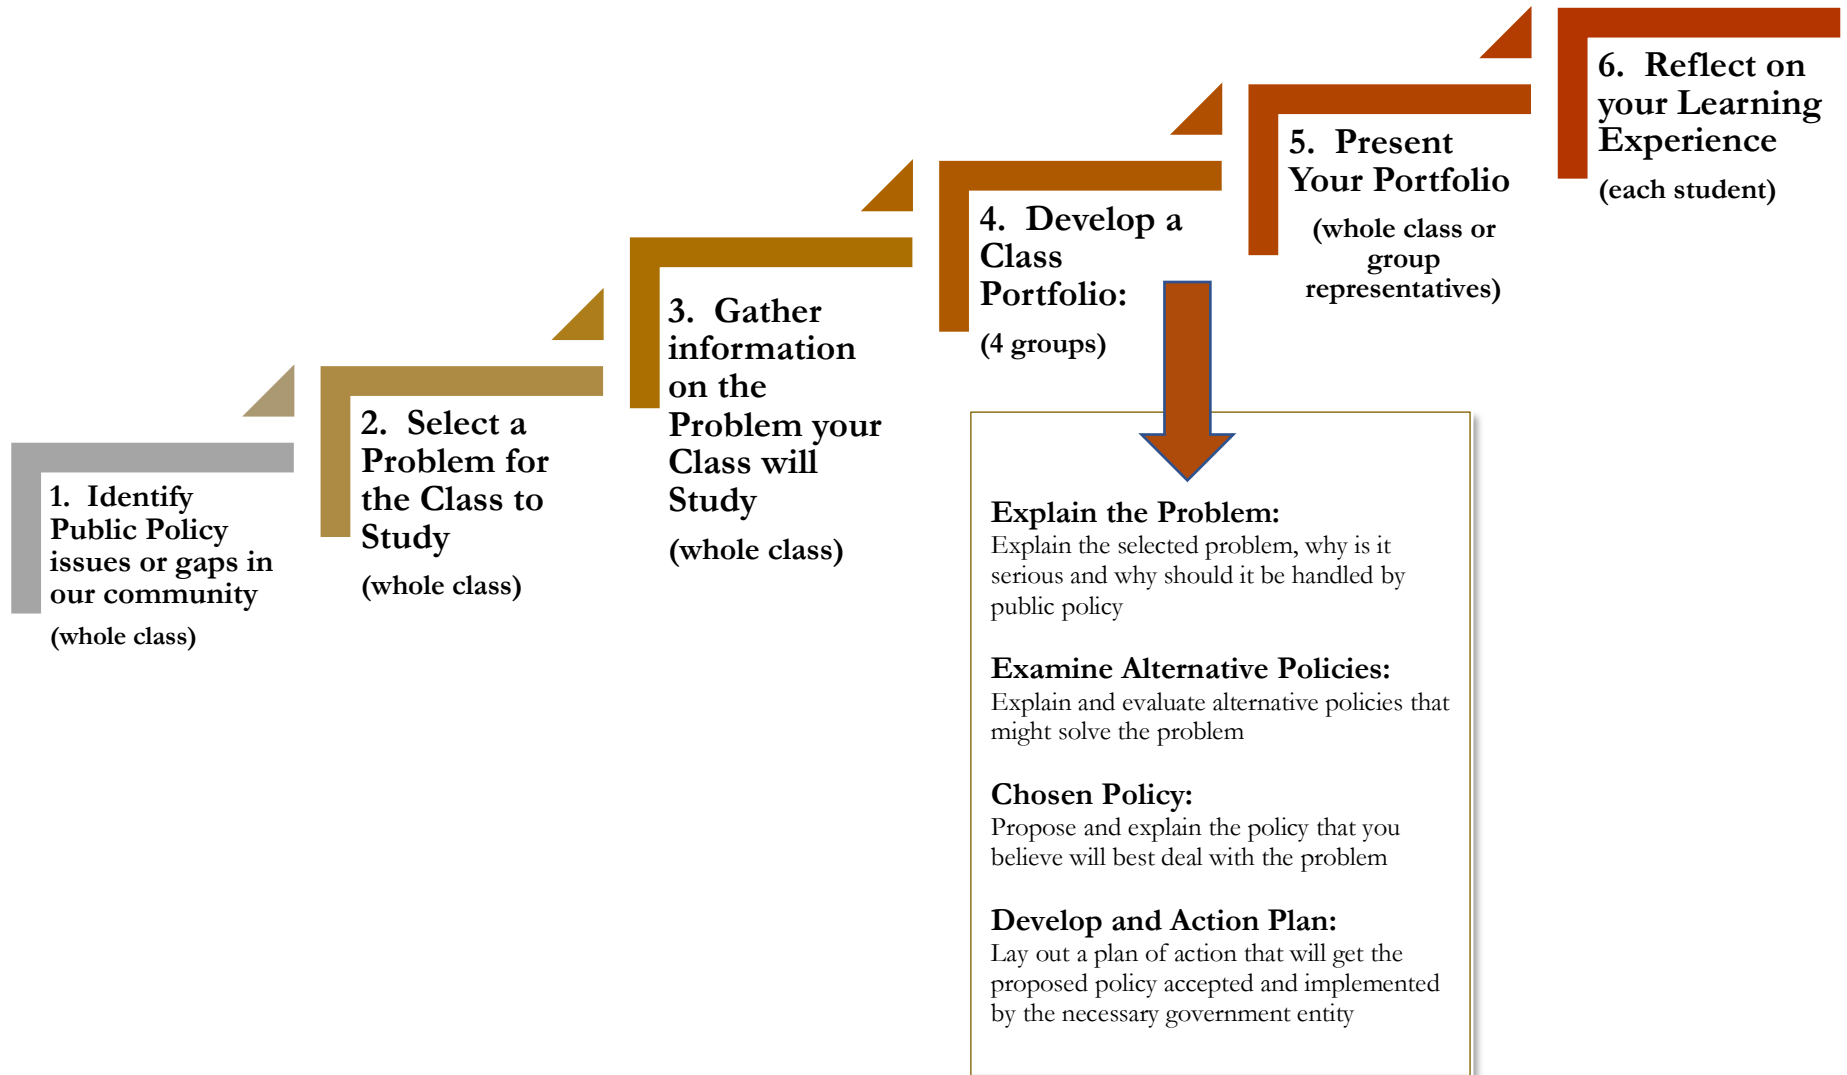 1. Identify
Public Policy
issues or gaps in
our community
(whole class)
2. Select a
Problem for
the Class to
Study
(whole class)
3. Gather
information
on the
Problem your
Class will
Study
(whole class)
4. Develop a
Class
Portfolio:
(4 groups)
5. Present
Your Portfolio
(whole class or
group
representatives)
6. Reflect on
your Learning
Experience
(each student)
Explain the Problem:
Explain the selected problem, why is it
serious and why should it be handled by
public policy
Examine Alternative Policies:
Explain and evaluate alternative policies that
might solve the problem
Chosen Policy:
Propose and explain the policy that you
believe will best deal with the problem
Develop and Action Plan:
Lay out a plan of action that will get the
proposed policy accepted and implemented
by the necessary government entity